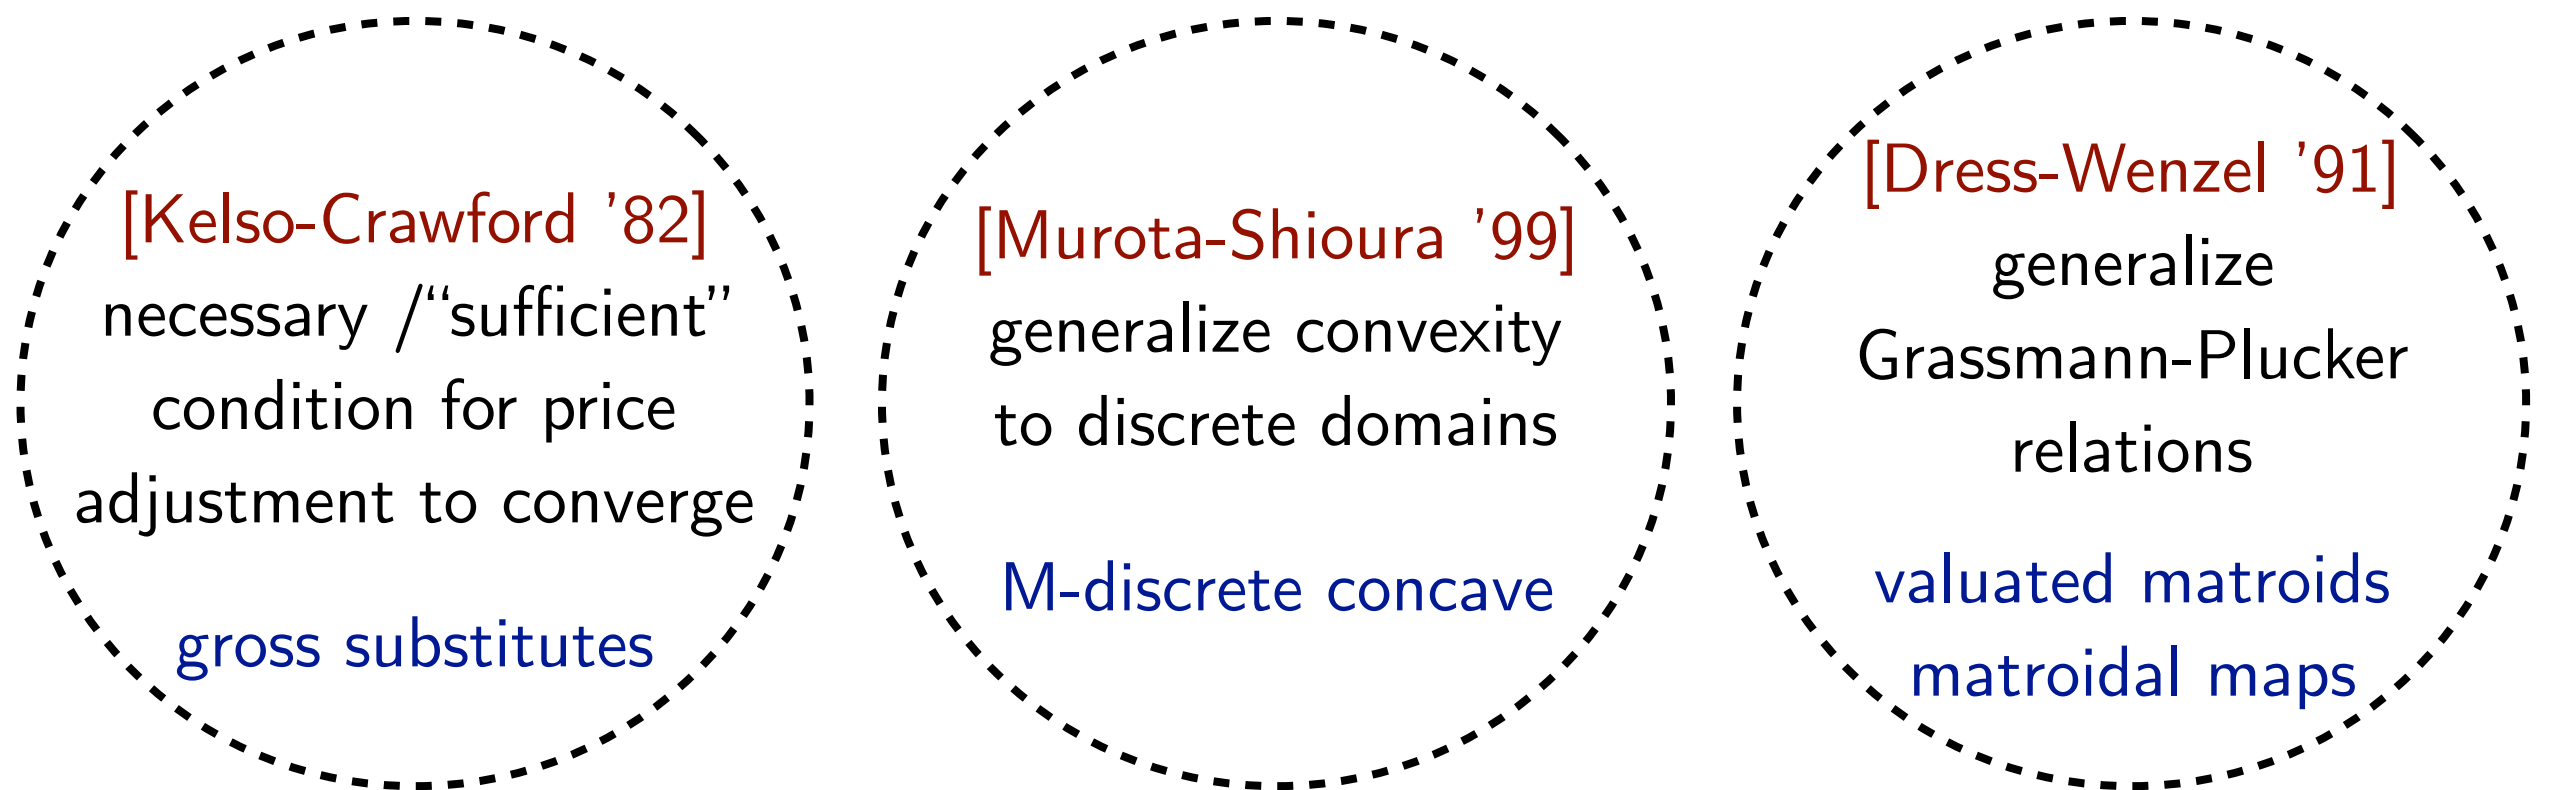 [Kelso-Crawford ’82]
necessary /“sufficient”
condition for price
adjustment to converge
gross substitutes
[Murota-Shioura ’99]
generalize convexity
to discrete domains
M-discrete concave
[Dress-Wenzel ’91]
generalize
Grassmann-Plucker
relations
valuated matroids
matroidal maps